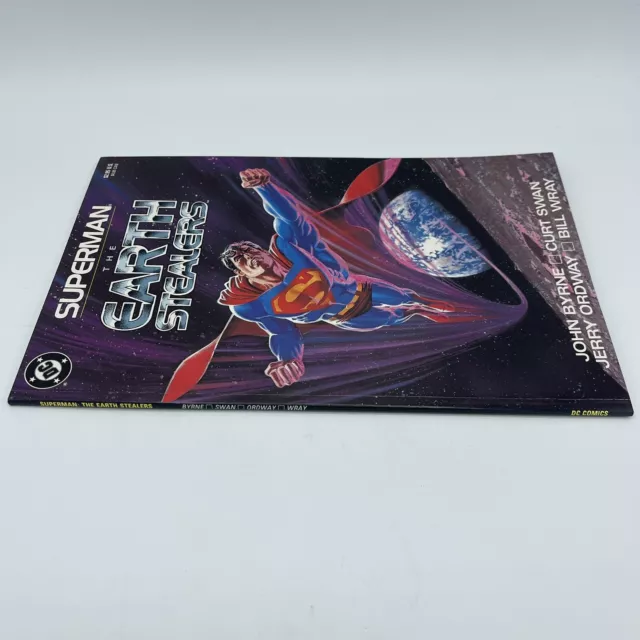 SUPERMAN
THE
EARTH
STEALERS
DC
JOHN BYRNE □ CURT SWAN
JERRY ORDWAY □ BILL WRAY
SUPERMAN: THE EARTH STEALERS BYRNE □ SWAN □ ORDWAY □ WRAY DC COMICS